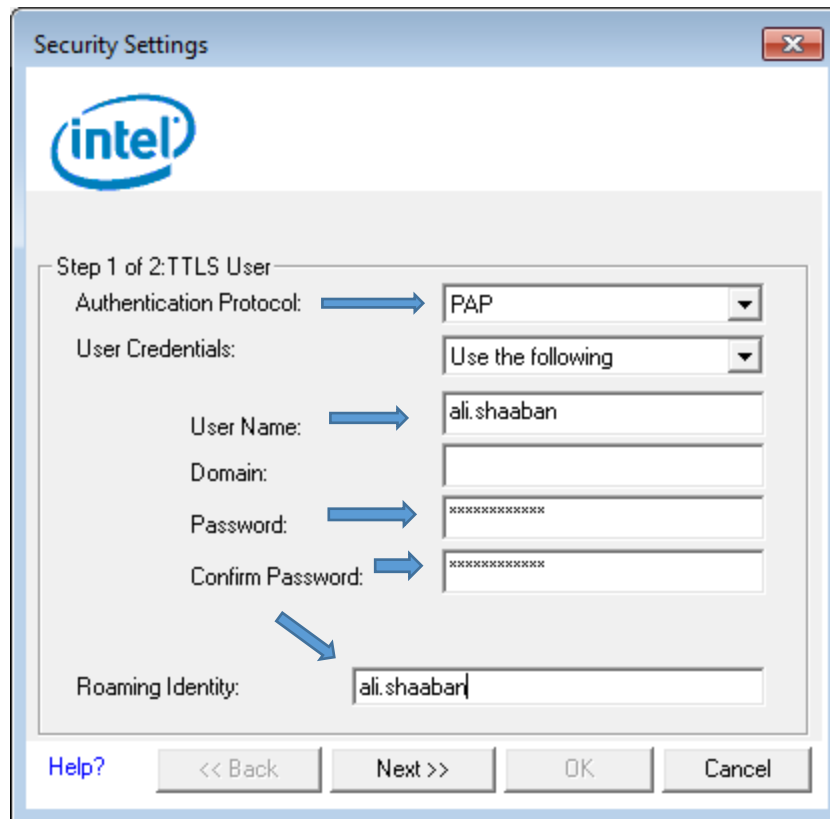 Security Settings
intel
Step 1 of 2:TTLS User
Authentication Protocol: PAP
User Credentials: Use the following
User Name: ali.shaaban
Domain:
Password: ************
Confirm Password: ************
Roaming Identity: ali.shaaban
Help? << Back Next >> OK Cancel